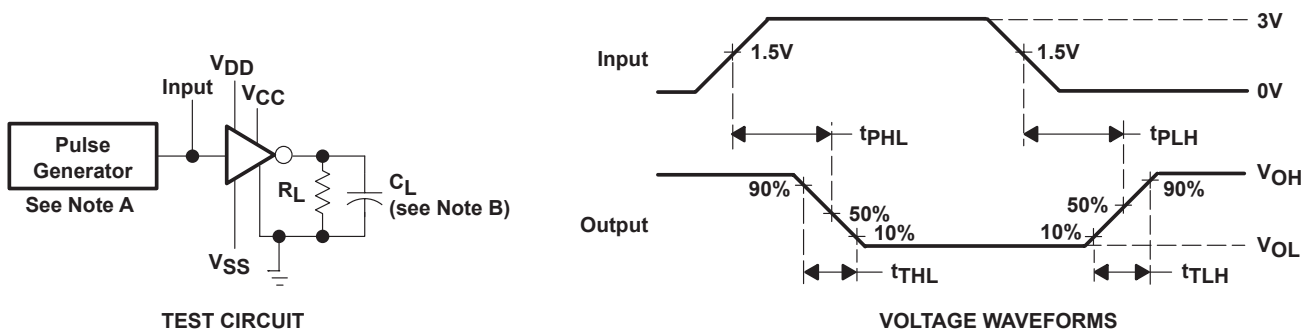 VDD
Input
VCC
Pulse
Generator
See Note A
RL
CL
(see Note B)
VSS
TEST CIRCUIT
3V
Input
1.5V
1.5V
0V
tPHL
tPLH
VOH
90%
90%
50%
50%
Output
10%
10%
VOL
tTHL
tTLH
VOLTAGE WAVEFORMS